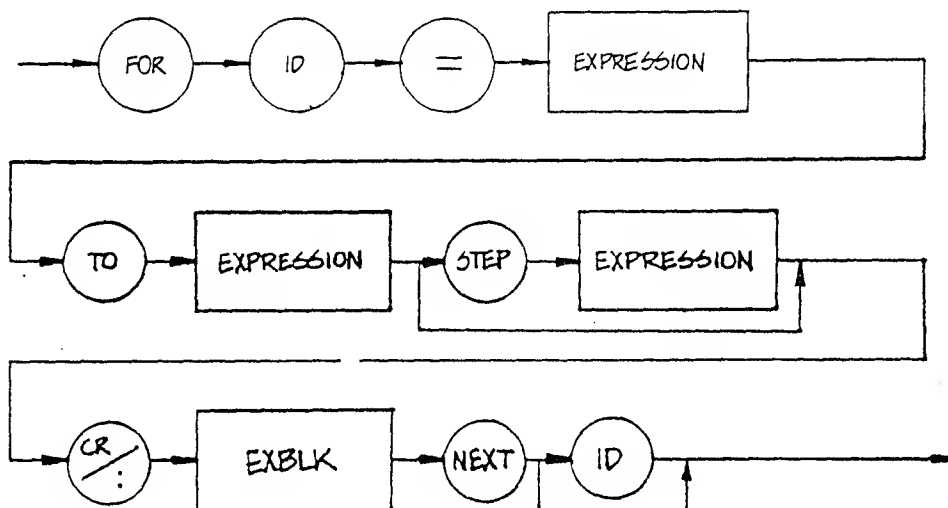 FOR ID = EXPRESSION
TO EXPRESSION STEP EXPRESSION
CR/: EXBLK NEXT ID